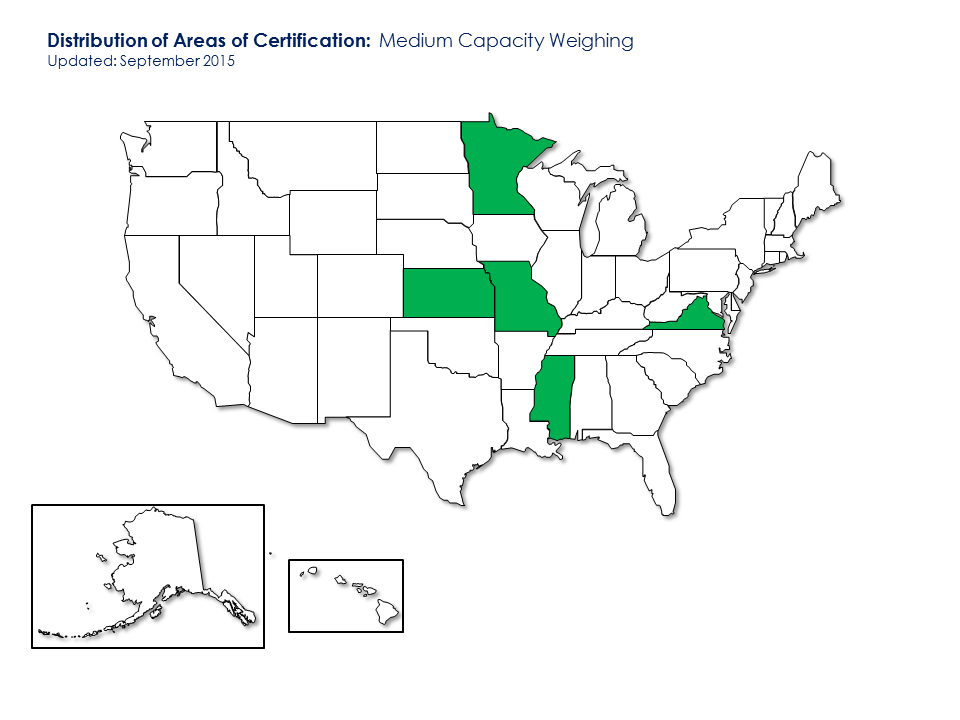 Distribution of Areas of Certification: Medium Capacity Weighing
Updated: September 2015